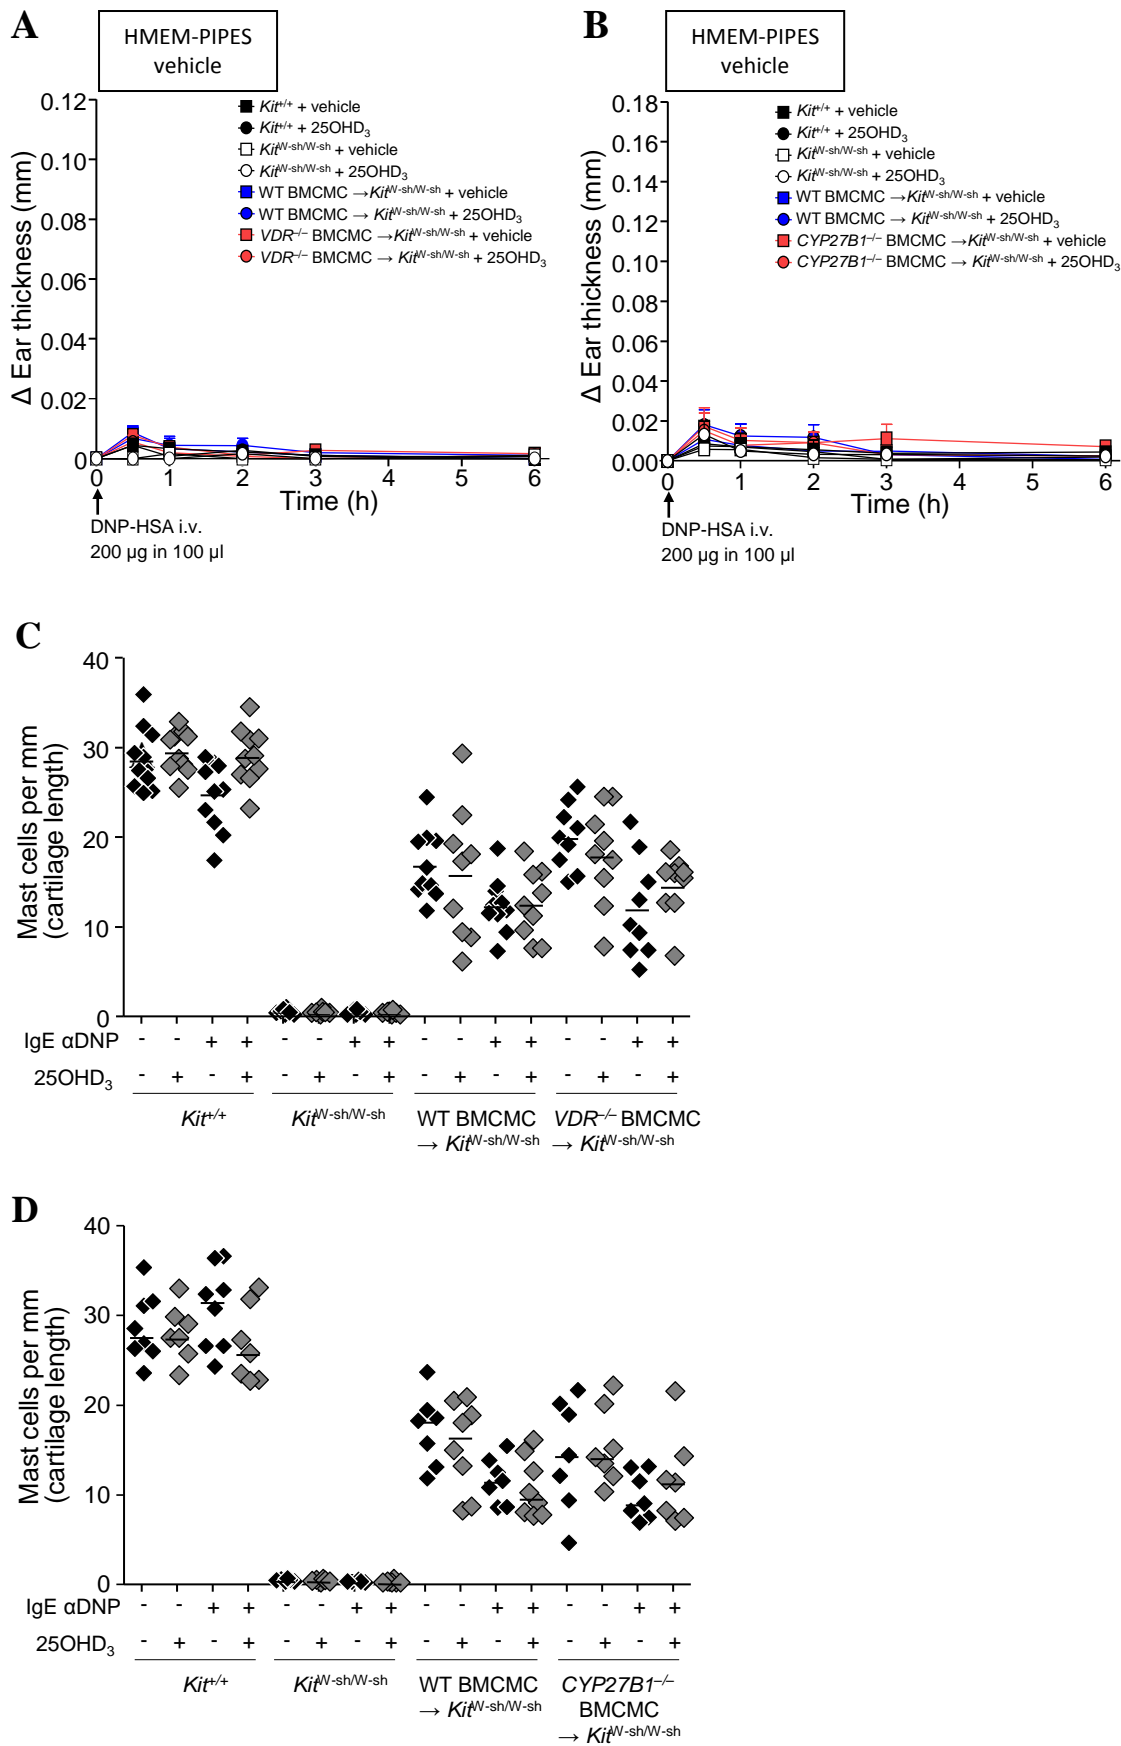 A
HMEM-PIPES
vehicle
0.12
0.10
0.08
0.06
0.04
0.02
0
Δ Ear thickness (mm)
Kit+/+ + vehicle
Kit+/+ + 25OHD3
KitW-sh/W-sh + vehicle
KitW-sh/W-sh + 25OHD3
WT BMCMC →KitW-sh/W-sh + vehicle
WT BMCMC → KitW-sh/W-sh + 25OHD3
VDR–/– BMCMC →KitW-sh/W-sh + vehicle
VDR–/– BMCMC → KitW-sh/W-sh + 25OHD3
0 1 2 3 4 5 6
Time (h)
DNP-HSA i.v.
200 µg in 100 µl
B
HMEM-PIPES
vehicle
0.18
0.16
0.14
0.12
0.10
0.08
0.06
0.04
0.02
0.00
Δ Ear thickness (mm)
Kit+/+ + vehicle
Kit+/+ + 25OHD3
KitW-sh/W-sh + vehicle
KitW-sh/W-sh + 25OHD3
WT BMCMC →KitW-sh/W-sh + vehicle
WT BMCMC → KitW-sh/W-sh + 25OHD3
CYP27B1–/– BMCMC →KitW-sh/W-sh + vehicle
CYP27B1–/– BMCMC → KitW-sh/W-sh + 25OHD3
0 1 2 3 4 5 6
Time (h)
DNP-HSA i.v.
200 µg in 100 µl
C
40
30
20
10
0
Mast cells per mm
(cartilage length)
IgE αDNP - - + + - - + + - - + + - - + +
25OHD3 - + - + - + - + - + - + - + - +
Kit+/+ KitW-sh/W-sh WT BMCMC VDR–/– BMCMC
→ KitW-sh/W-sh → KitW-sh/W-sh
D
40
30
20
10
0
Mast cells per mm
(cartilage length)
IgE αDNP - - + + - - + + - - + + - - + +
25OHD3 - + - + - + - + - + - + - + - +
Kit+/+ KitW-sh/W-sh WT BMCMC CYP27B1–/–
→ KitW-sh/W-sh BMCMC
→ KitW-sh/W-sh